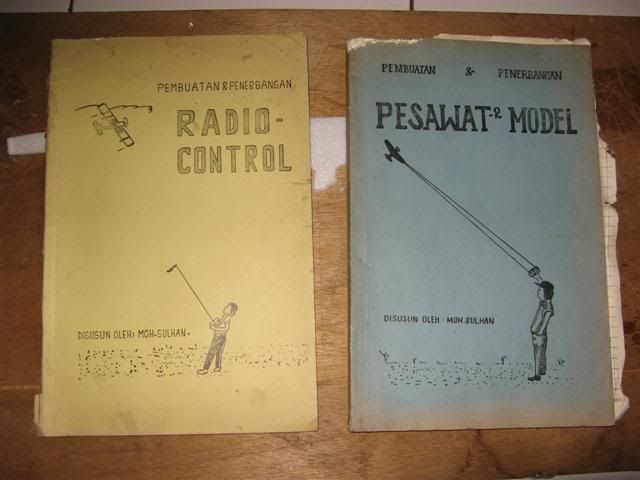 PEMBUATAN & PENERBANGAN
RADIO-
CONTROL
DISUSUN OLEH: MOH.SULHAN.
PEMBUATAN & PENERBANGAN
PESAWAT-2 MODEL
DISUSUN OLEH: MOH.SULHAN